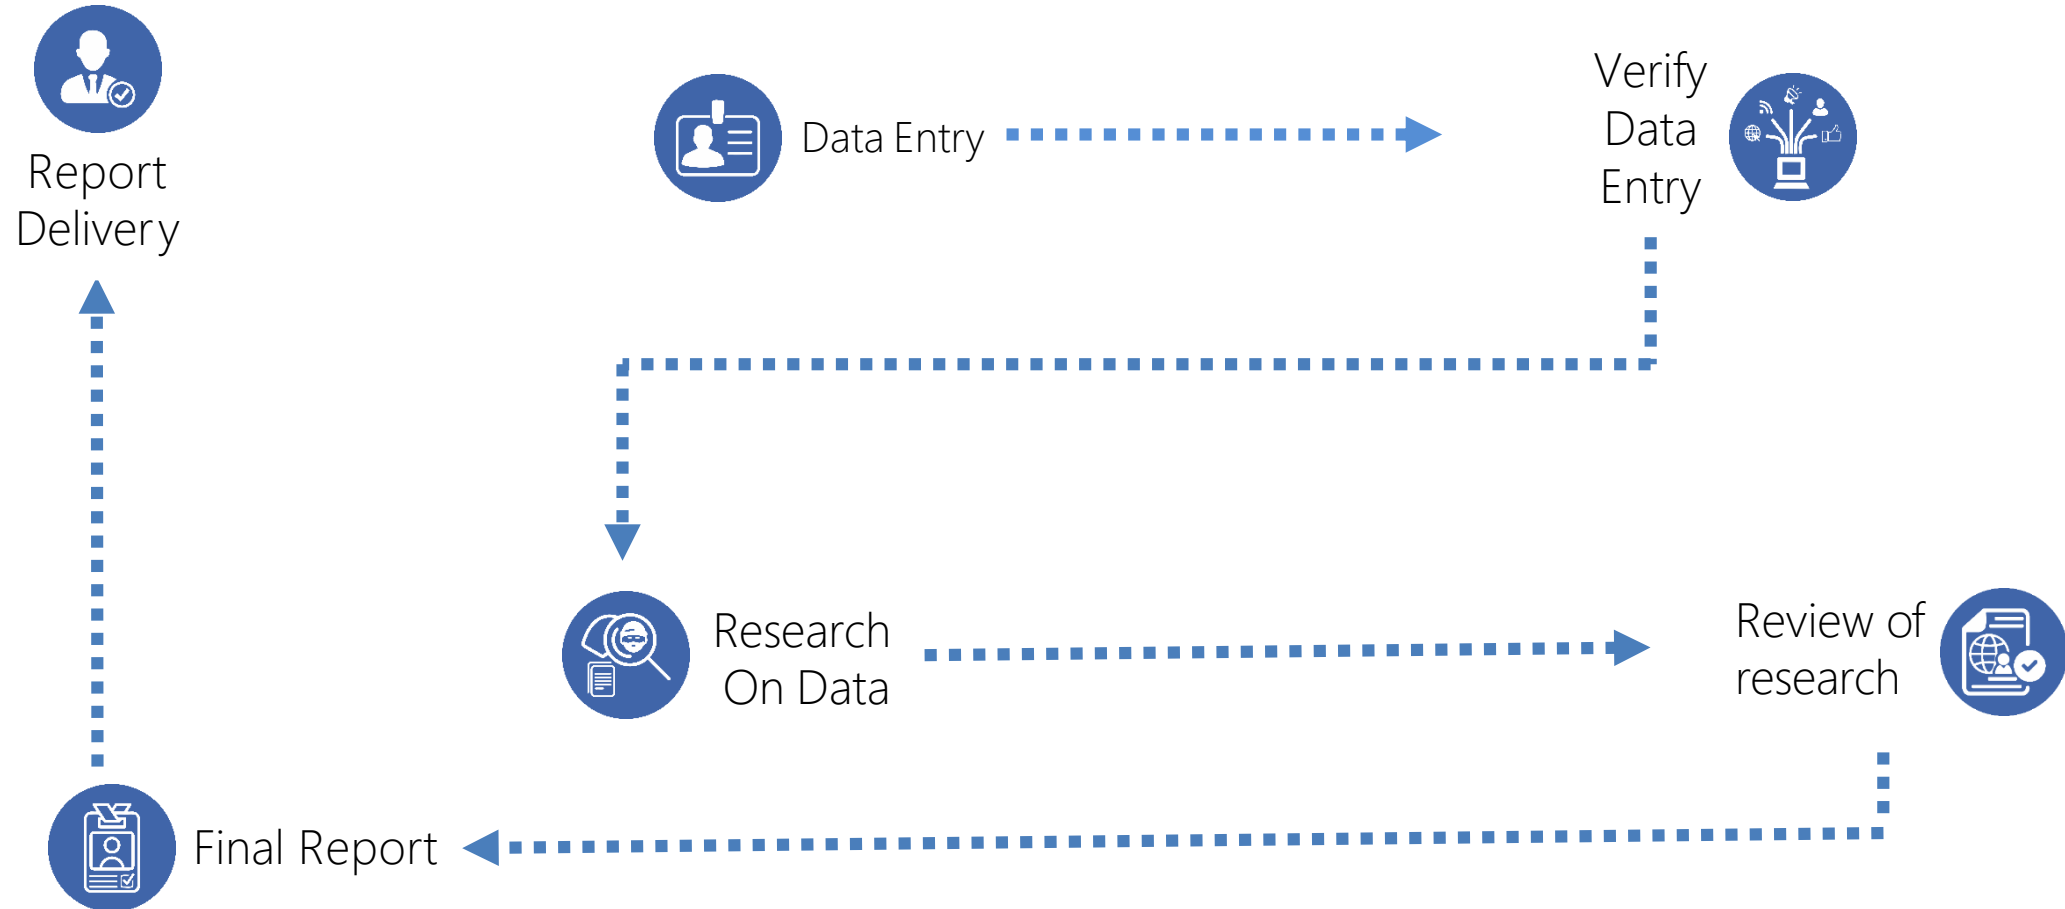 Report
Delivery
Data Entry
Verify
Data
Entry
Research
On Data
Review of
research
Final Report